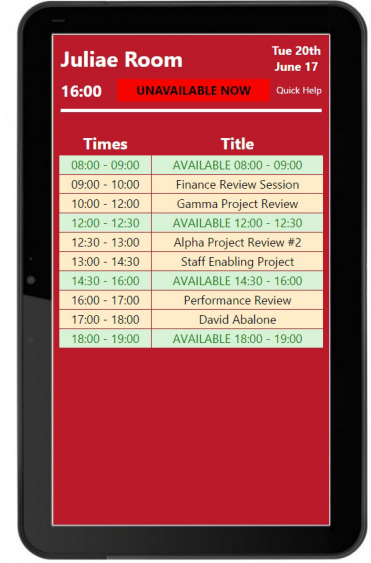 Juliae Room
Tue 20th
June 17
16:00 UNAVAILABLE NOW Quick Help
Times Title
08:00 - 09:00 AVAILABLE 08:00 - 09:00
09:00 - 10:00 Finance Review Session
10:00 - 12:00 Gamma Project Review
12:00 - 12:30 AVAILABLE 12:00 - 12:30
12:30 - 13:00 Alpha Project Review #2
13:00 - 14:30 Staff Enabling Project
14:30 - 16:00 AVAILABLE 14:30 - 16:00
16:00 - 17:00 Performance Review
17:00 - 18:00 David Abalone
18:00 - 19:00 AVAILABLE 18:00 - 19:00